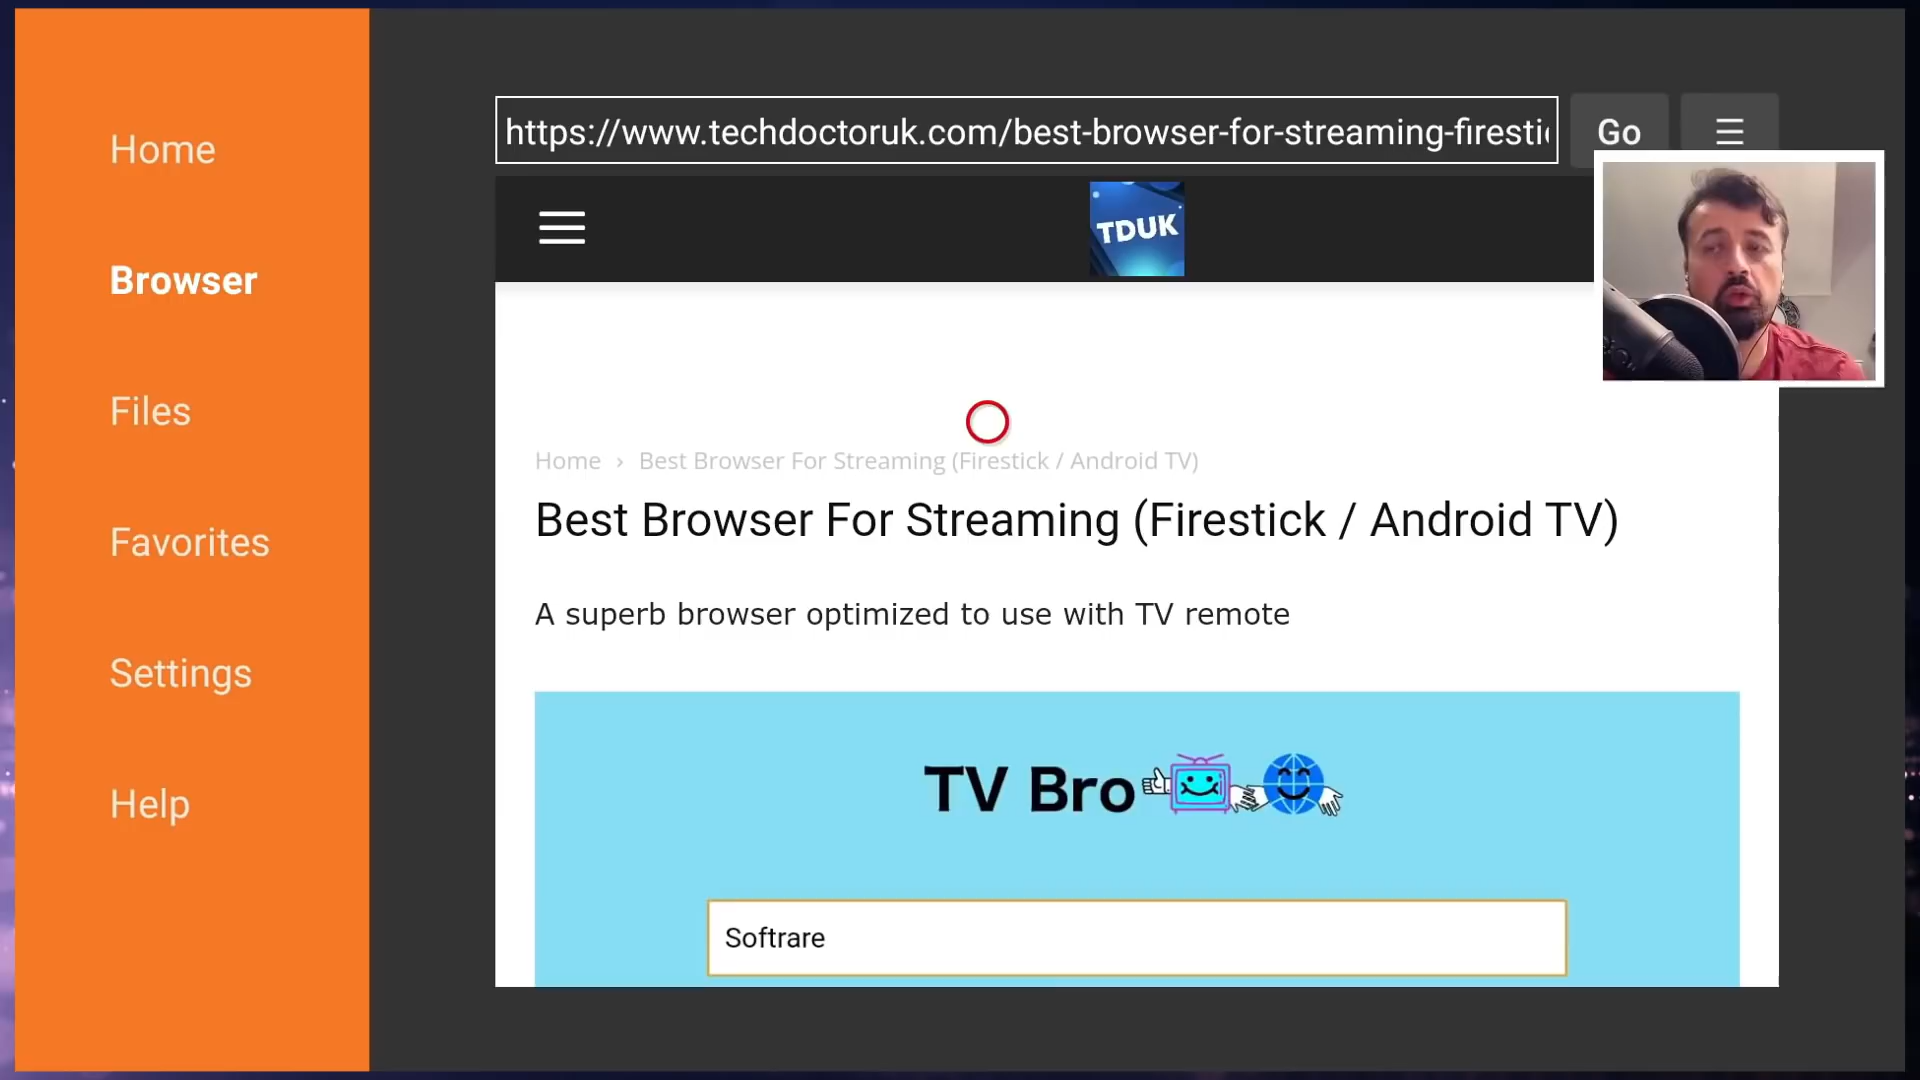 Home
Browser
Files
Favorites
Settings
Help
https://www.techdoctoruk.com/best-browser-for-streaming-firesti
Go
TDUK
Home › Best Browser For Streaming (Firestick / Android TV)
Best Browser For Streaming (Firestick / Android TV)
A superb browser optimized to use with TV remote
TV Bro
Softrare